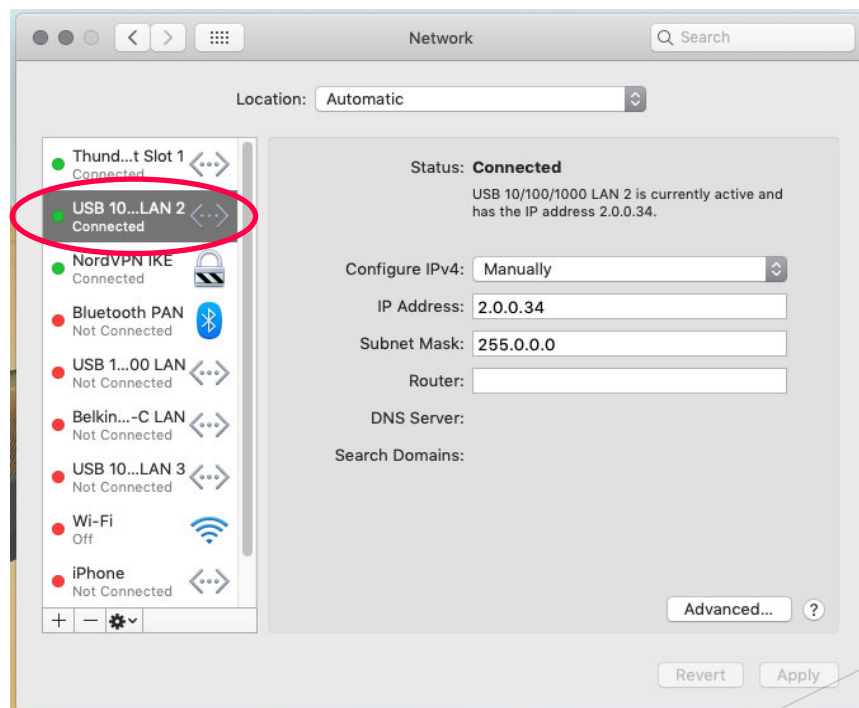 Network
Search
Location: Automatic
Thund...t Slot 1
Connected
USB 10...LAN 2
Connected
NordVPN IKE
Connected
Bluetooth PAN
Not Connected
USB 1...00 LAN
Not Connected
Belkin...-C LAN
Not Connected
USB 10...LAN 3
Not Connected
Wi-Fi
Off
iPhone
Not Connected
Status: Connected
USB 10/100/1000 LAN 2 is currently active and
has the IP address 2.0.0.34.
Configure IPv4: Manually
IP Address: 2.0.0.34
Subnet Mask: 255.0.0.0
Router:
DNS Server:
Search Domains:
Advanced... ?
Revert Apply